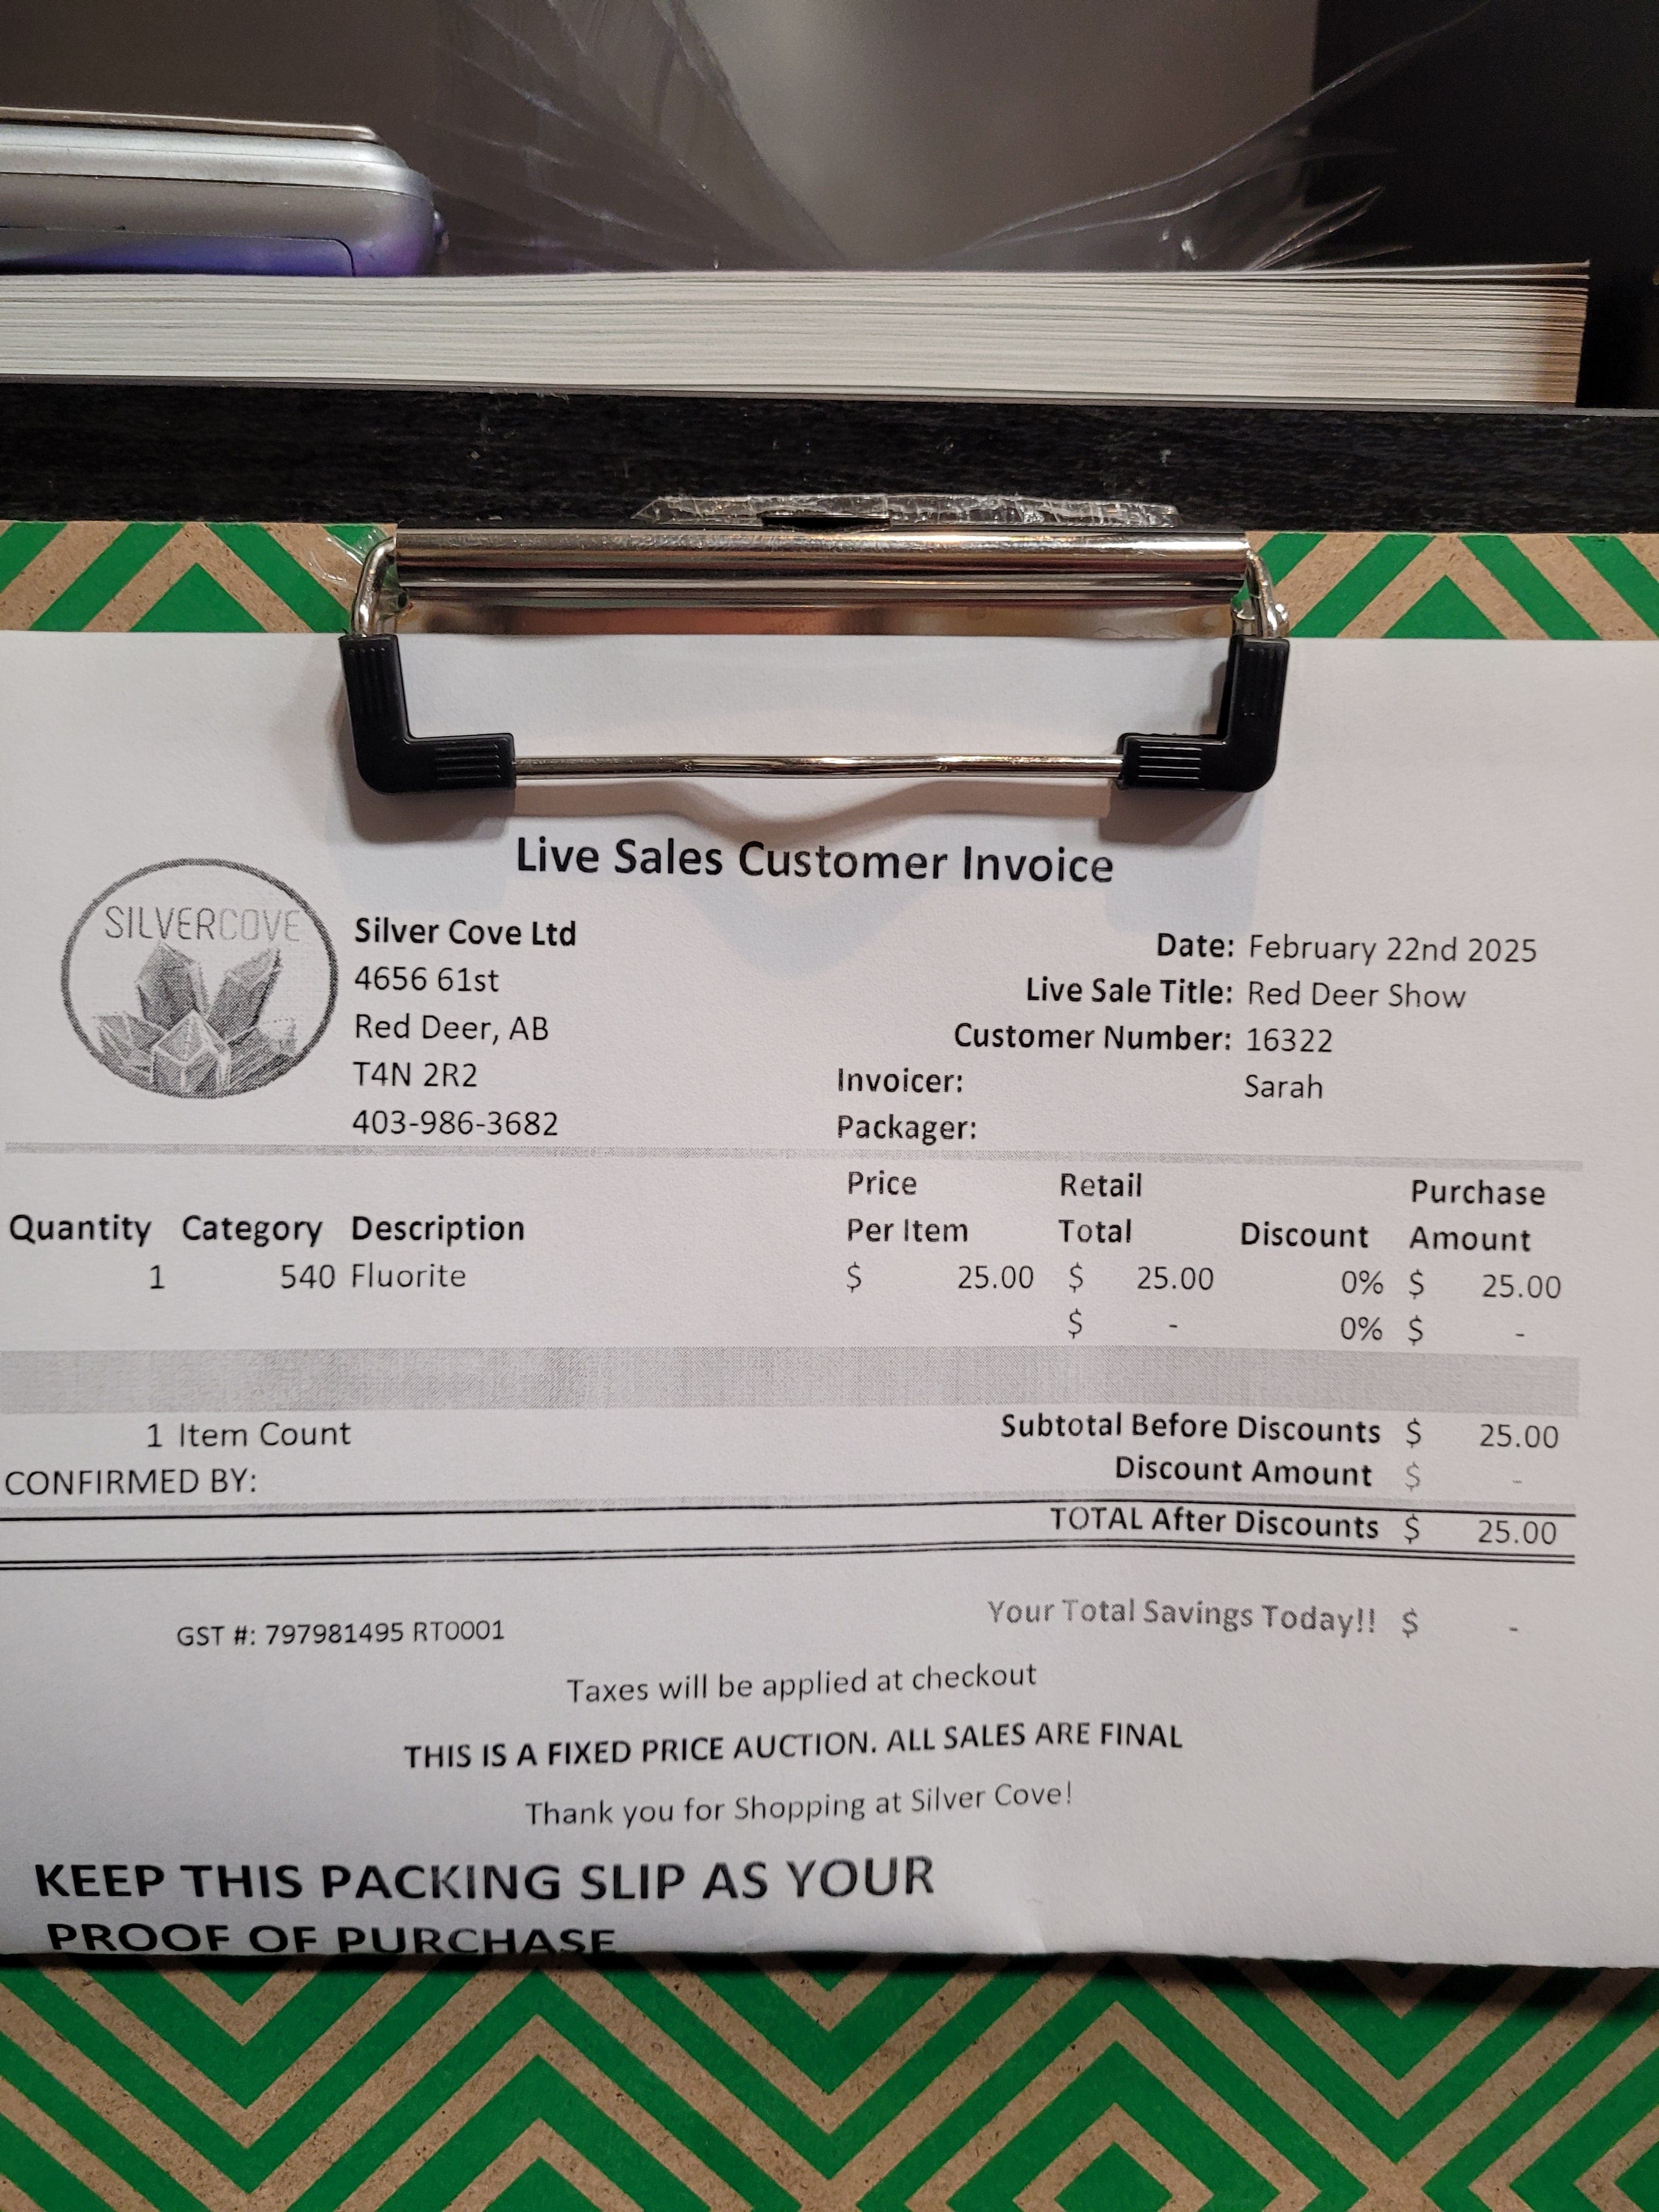 Live Sales Customer Invoice
SILVERCOVE
Silver Cove Ltd
4656 61st
Red Deer, AB
T4N 2R2
403-986-3682
Date: February 22nd 2025
Live Sale Title: Red Deer Show
Customer Number: 16322
Invoicer: Sarah
Packager:
Quantity Category Description Price Per Item Retail Total Discount Purchase Amount
1 540 Fluorite $ 25.00 $ 25.00 0% $ 25.00
$ - 0% $ -
1 Item Count
Subtotal Before Discounts $ 25.00
CONFIRMED BY:
Discount Amount $ -
TOTAL After Discounts $ 25.00
Your Total Savings Today!! $ -
GST #: 797981495 RT0001
Taxes will be applied at checkout
THIS IS A FIXED PRICE AUCTION. ALL SALES ARE FINAL
Thank you for Shopping at Silver Cove!
KEEP THIS PACKING SLIP AS YOUR
PROOF OF PURCHASE